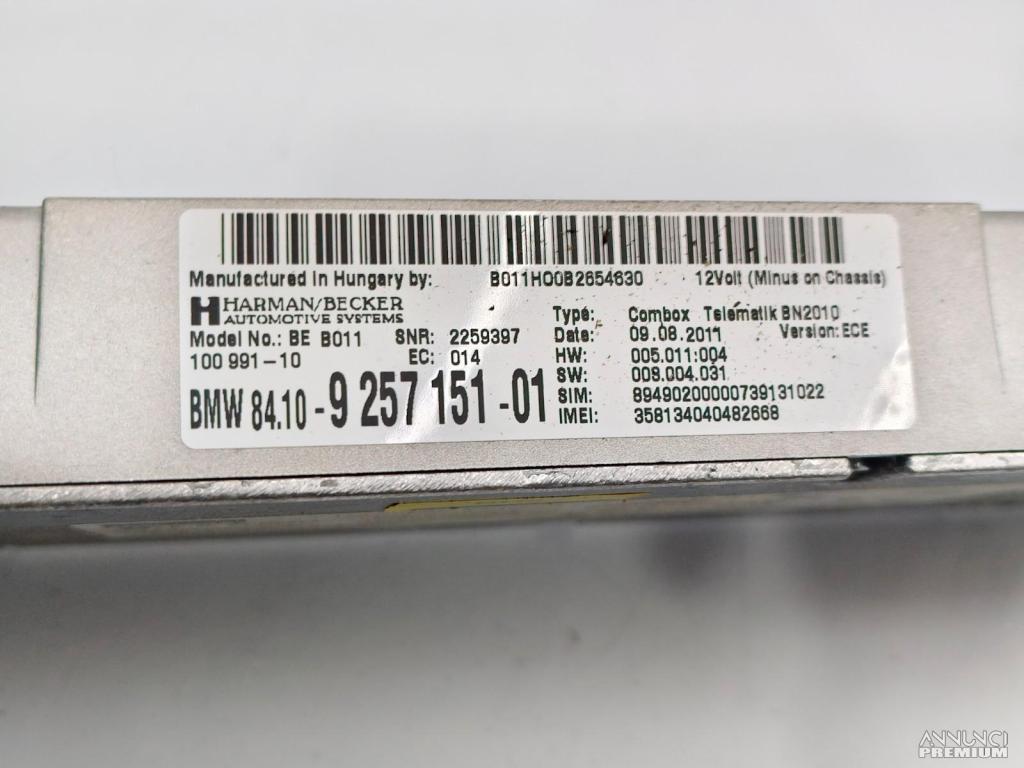 Manufactured in Hungary by: B011H00B2654630 12Volt (Minus on Chassis)
HARMAN/BECKER
AUTOMOTIVE SYSTEMS
Model No.: BE B011 SNR: 2259397
100 991-10 EC: 014
BMW 84.10 - 9 257 151 - 01
Type: Combox Telematik BN2010
Date: 09.08.2011 Version: ECE
HW: 005.011.004
SW: 008.004.031
SIM: 89490200000739131022
IMEI: 358134040482668
ANNUNCI
PREMIUM